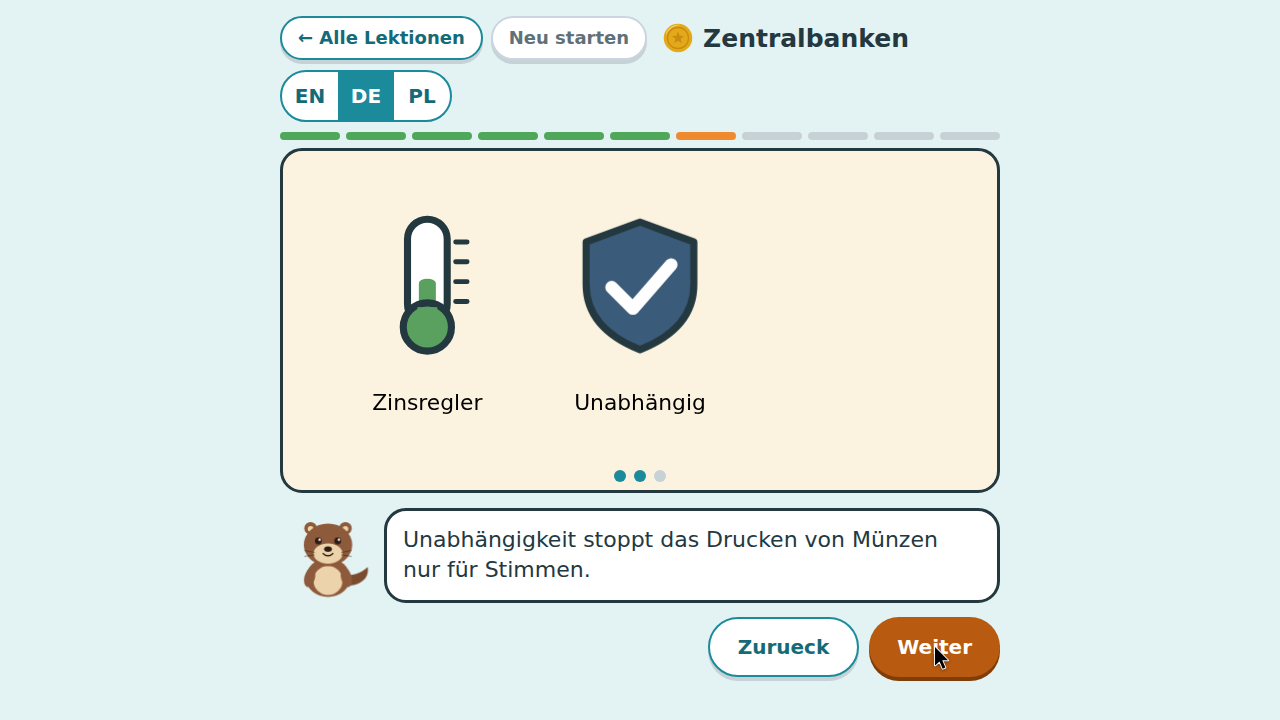 ← Alle Lektionen
Neu starten
Zentralbanken
EN DE PL
Zinsregler
Unabhängig
Unabhängigkeit stoppt das Drucken von Münzen
nur für Stimmen.
Zurueck
Weiter